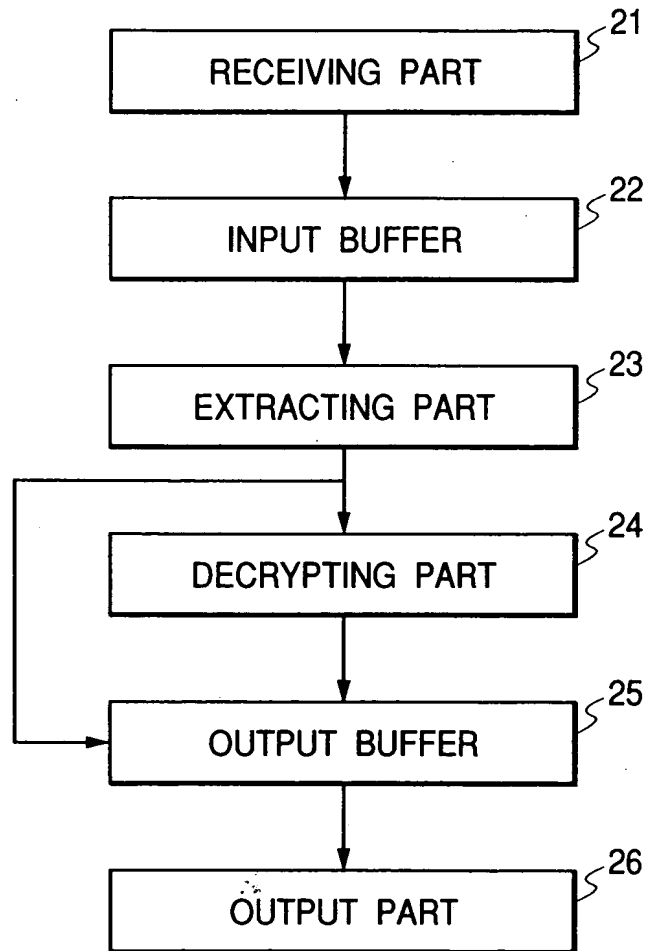 21
RECEIVING PART
22
INPUT BUFFER
23
EXTRACTING PART
24
DECRYPTING PART
25
OUTPUT BUFFER
26
OUTPUT PART